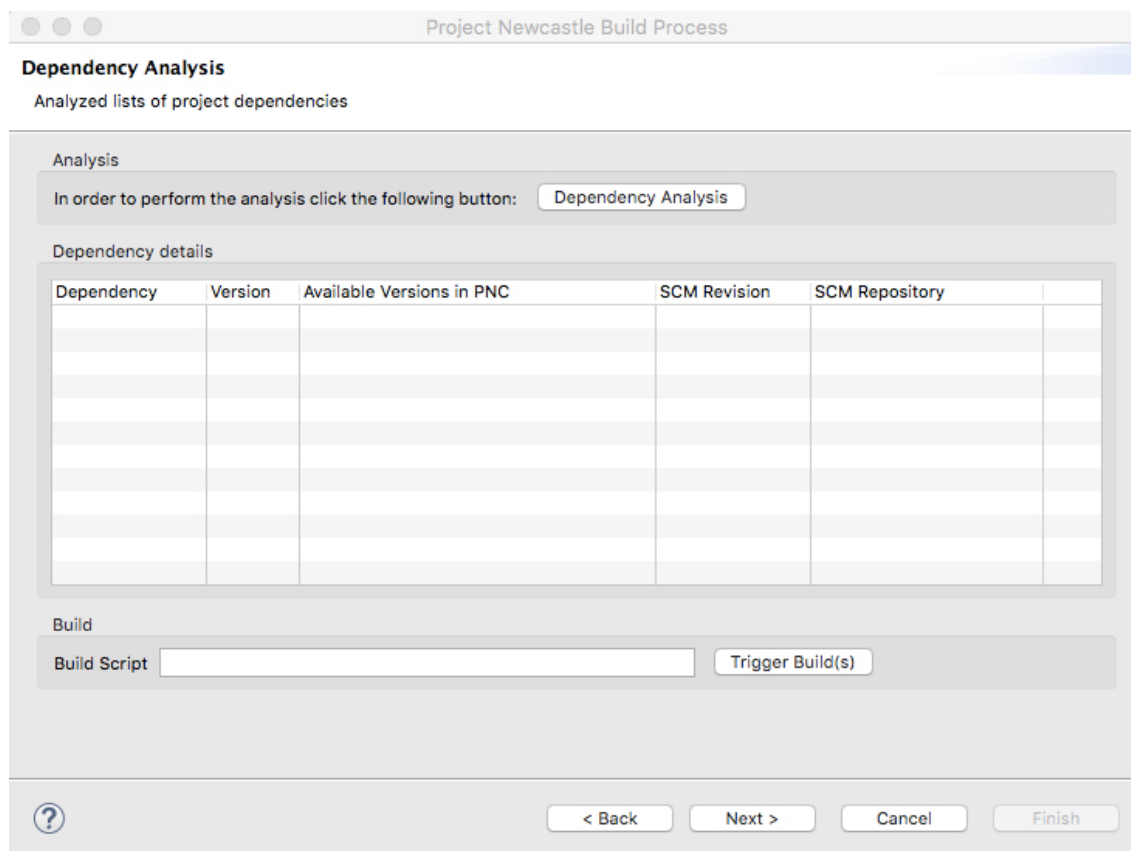 Project Newcastle Build Process
Dependency Analysis
Analyzed lists of project dependencies
Analysis
In order to perform the analysis click the following button: Dependency Analysis
Dependency details
Dependency Version Available Versions in PNC SCM Revision SCM Repository
Build
Build Script Trigger Build(s)
? < Back Next > Cancel Finish